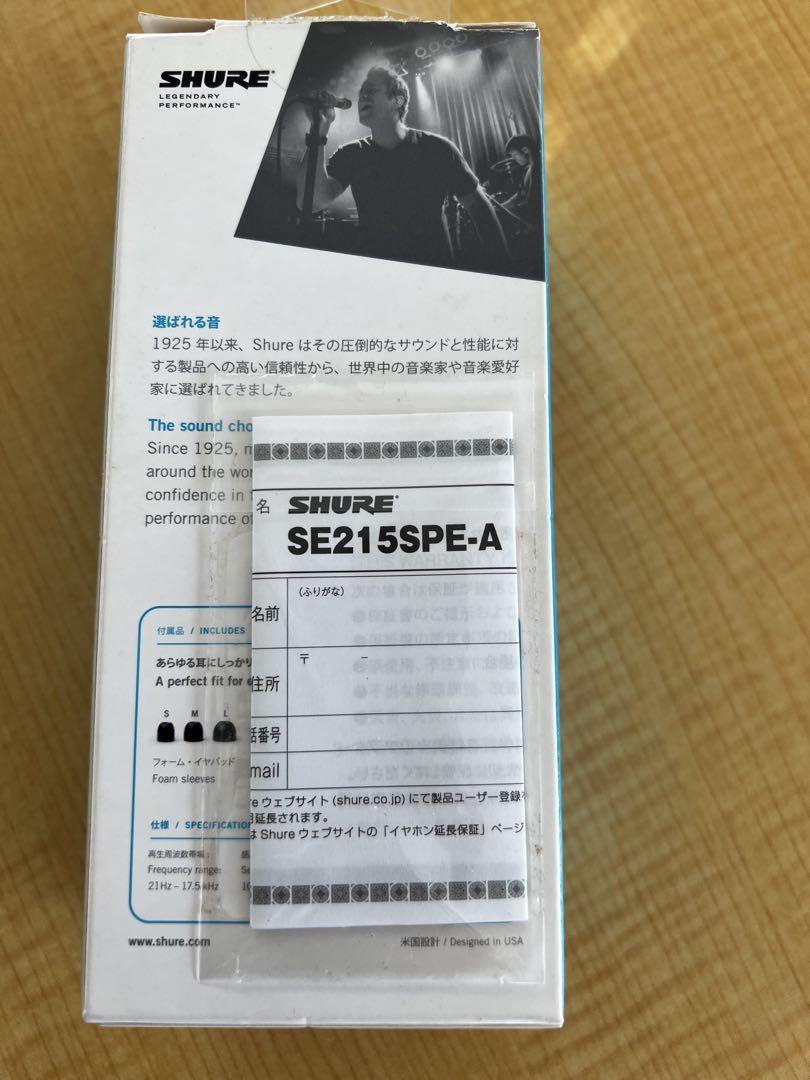 SHURE
LEGENDARY
PERFORMANCE™
選ばれる音
1925 年以来、Shure はその圧倒的なサウンドと性能に対
する製品への高い信頼性から、世界中の音楽家や音楽愛好
家に選ばれてきました。
The sound
Since 1925,
around the
confidence in
performance
名 SHURE
SE215SPE-A
(ふりがな)
名前
〒 –
住所
番号
mail
ウェブサイト (shure.co.jp) にて製品ユーザー登録
延長されます。
は Shure ウェブサイトの「イヤホン延長保証」ページ
付属品 / INCLUDES
あらゆる耳にしっかり
A perfect fit for
S M L
フォーム・イヤパッド
Foam sleeves
仕様 / SPECIFICATIO
再生周波数帯域:
Frequency range:
21Hz – 17.5 kHz
www.shure.com
米国設計 / Designed in USA